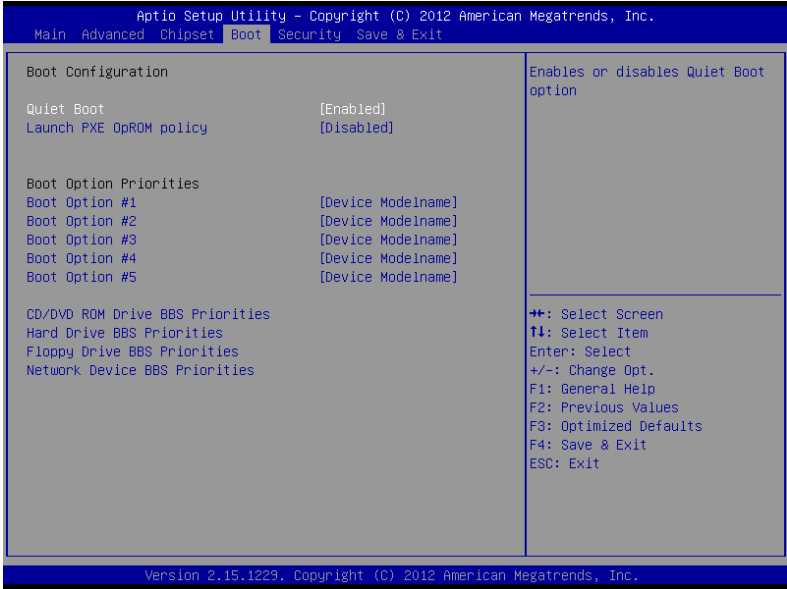 Aptio Setup Utility – Copyright (C) 2012 American Megatrends, Inc.
Main Advanced Chipset Boot Security Save & Exit
Boot Configuration
Quiet Boot [Enabled]
Launch PXE OpROM policy [Disabled]
Boot Option Priorities
Boot Option #1 [Device Modelname]
Boot Option #2 [Device Modelname]
Boot Option #3 [Device Modelname]
Boot Option #4 [Device Modelname]
Boot Option #5 [Device Modelname]
CD/DVD ROM Drive BBS Priorities
Hard Drive BBS Priorities
Floppy Drive BBS Priorities
Network Device BBS Priorities
Enables or disables Quiet Boot
option
→←: Select Screen
↑↓: Select Item
Enter: Select
+/-: Change Opt.
F1: General Help
F2: Previous Values
F3: Optimized Defaults
F4: Save & Exit
ESC: Exit
Version 2.15.1229. Copyright (C) 2012 American Megatrends, Inc.